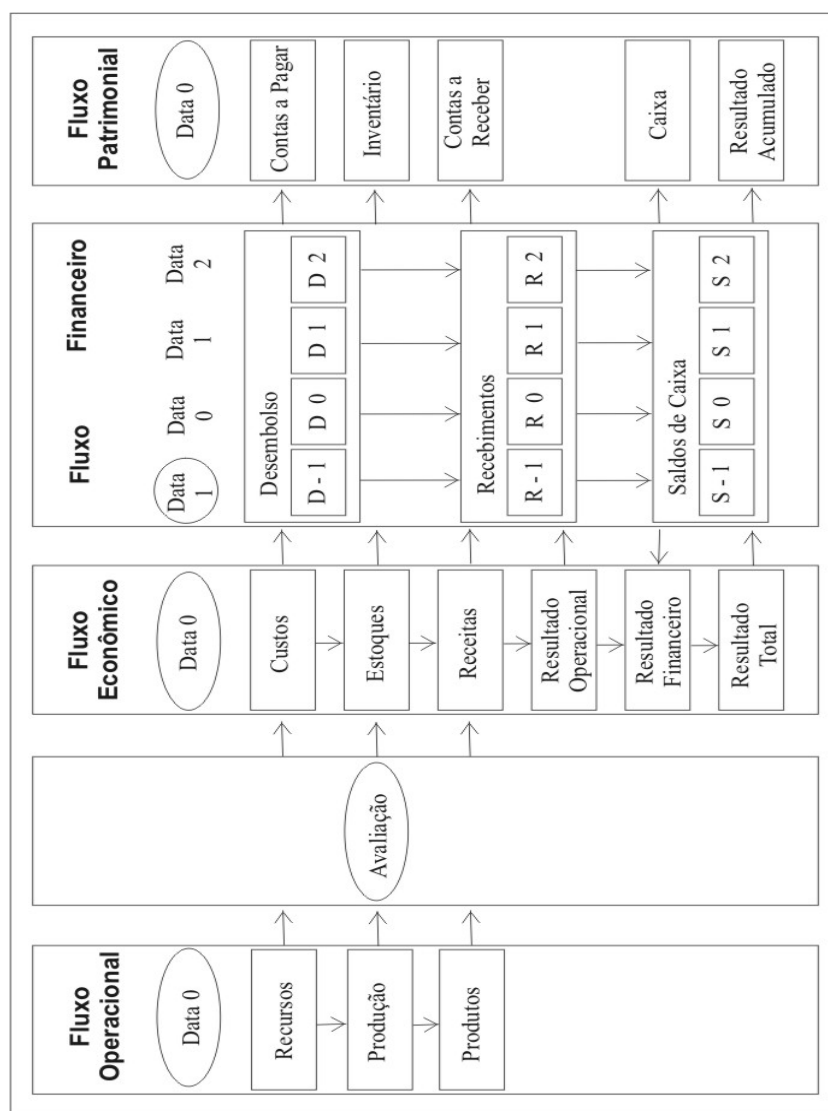 Fluxo
Operacional
Data 0
Recursos
Produção
Produtos
Avaliação
Fluxo
Econômico
Data 0
Custos
Estoques
Receitas
Resultado
Operacional
Resultado
Financeiro
Resultado
Total
Fluxo Financeiro
Data
1
Data
0
Data
1
Data
2
Desembolso
D - 1 D 0 D 1 D 2
Recebimentos
R - 1 R 0 R 1 R 2
Saldos de Caixa
S - 1 S 0 S 1 S 2
Fluxo
Patrimonial
Data 0
Contas a Pagar
Inventário
Contas a
Receber
Caixa
Resultado
Acumulado